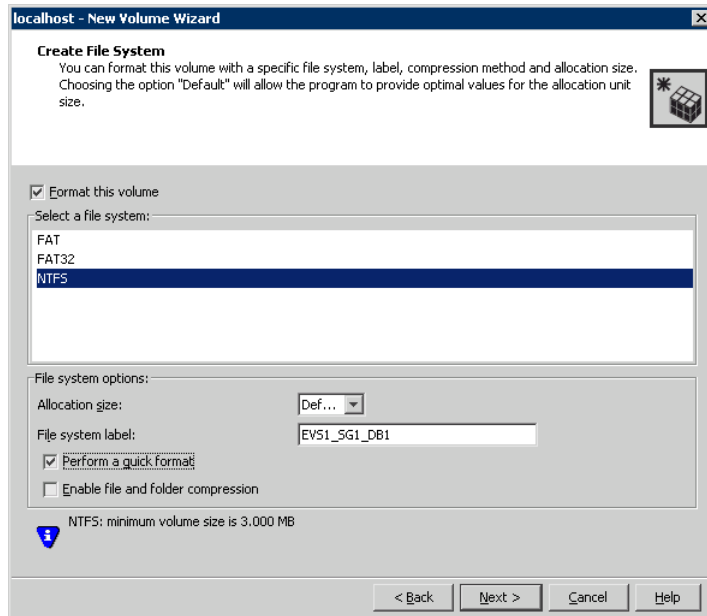 localhost - New Volume Wizard
Create File System
You can format this volume with a specific file system, label, compression method and allocation size.
Choosing the option "Default" will allow the program to provide optimal values for the allocation unit
size.
Format this volume
Select a file system:
FAT
FAT32
NTFS
File system options:
Allocation size:
Def...
File system label:
EVS1_SG1_DB1
Perform a quick format
Enable file and folder compression
NTFS: minimum volume size is 3.000 MB
< Back Next > Cancel Help